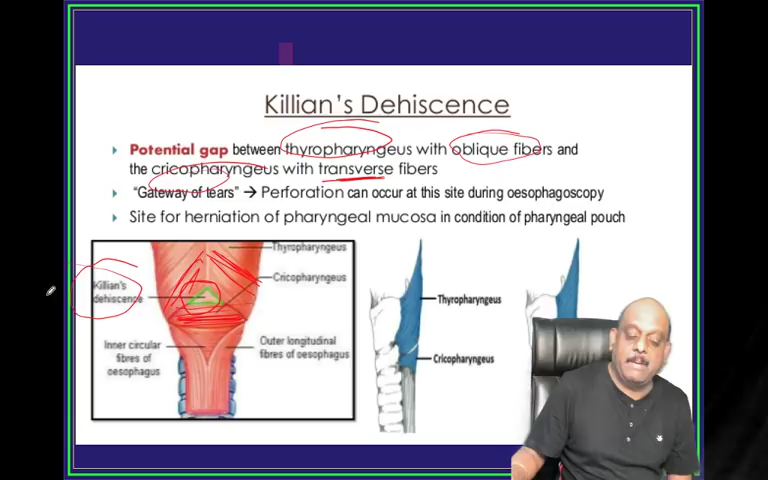 Killian's Dehiscence
Potential gap between thyropharyngeus with oblique fibers and
the cricopharyngeus with transverse fibers
"Gateway of tears" → Perforation can occur at this site during oesophagoscopy
Site for herniation of pharyngeal mucosa in condition of pharyngeal pouch
Thyropharyngeus
Cricopharyngeus
Killian's
dehiscence
Inner circular
fibres of
oesophagus
Outer longitudinal
fibres of oesophagus
Thyropharyngeus
Cricopharyngeus